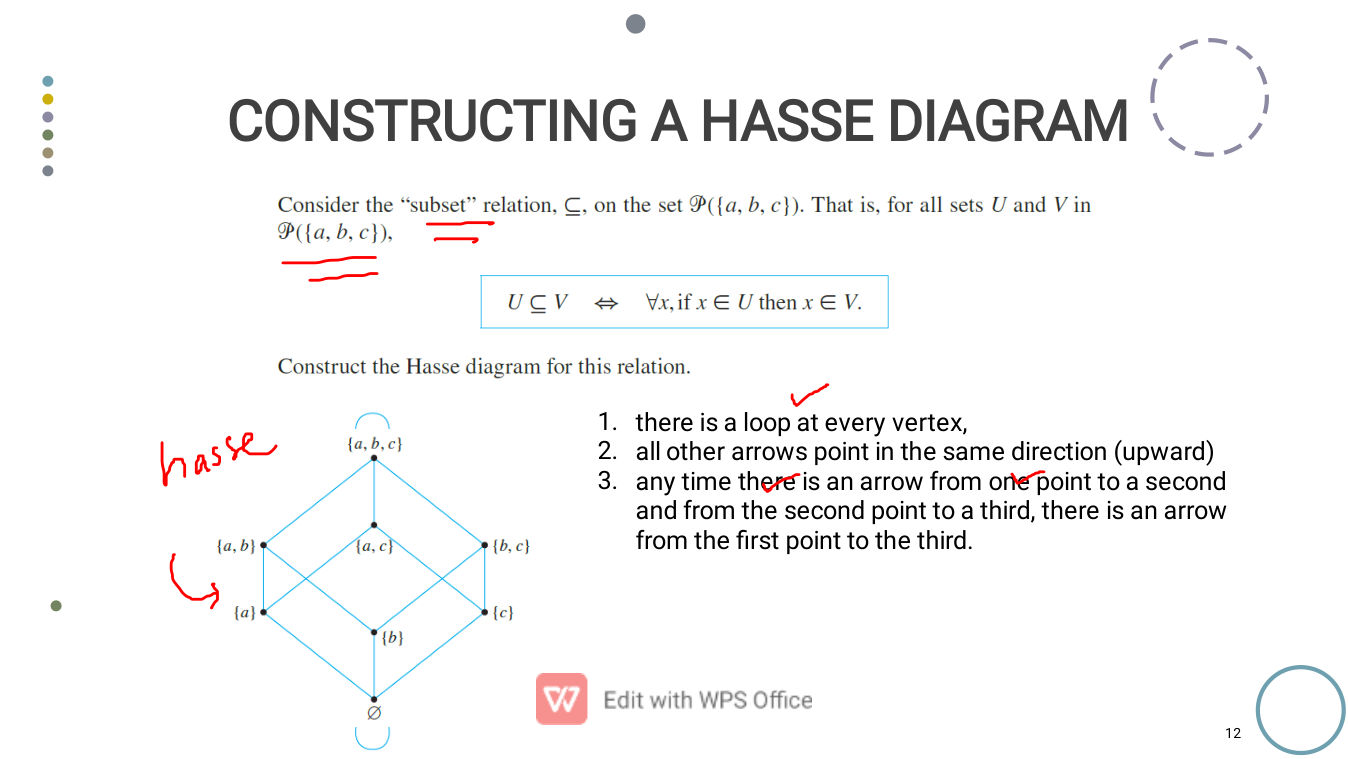 CONSTRUCTING A HASSE DIAGRAM
Consider the “subset” relation, ⊆, on the set 𝒫({a, b, c}). That is, for all sets U and V in
𝒫({a, b, c}),
U ⊆ V ⇔ ∀x, if x ∈ U then x ∈ V.
Construct the Hasse diagram for this relation.
hasse
{a, b, c}
{a, b}
{a, c}
{b, c}
{a}
{b}
{c}
∅
1. there is a loop at every vertex,
2. all other arrows point in the same direction (upward)
3. any time there is an arrow from one point to a second
and from the second point to a third, there is an arrow
from the first point to the third.
Edit with WPS Office
12